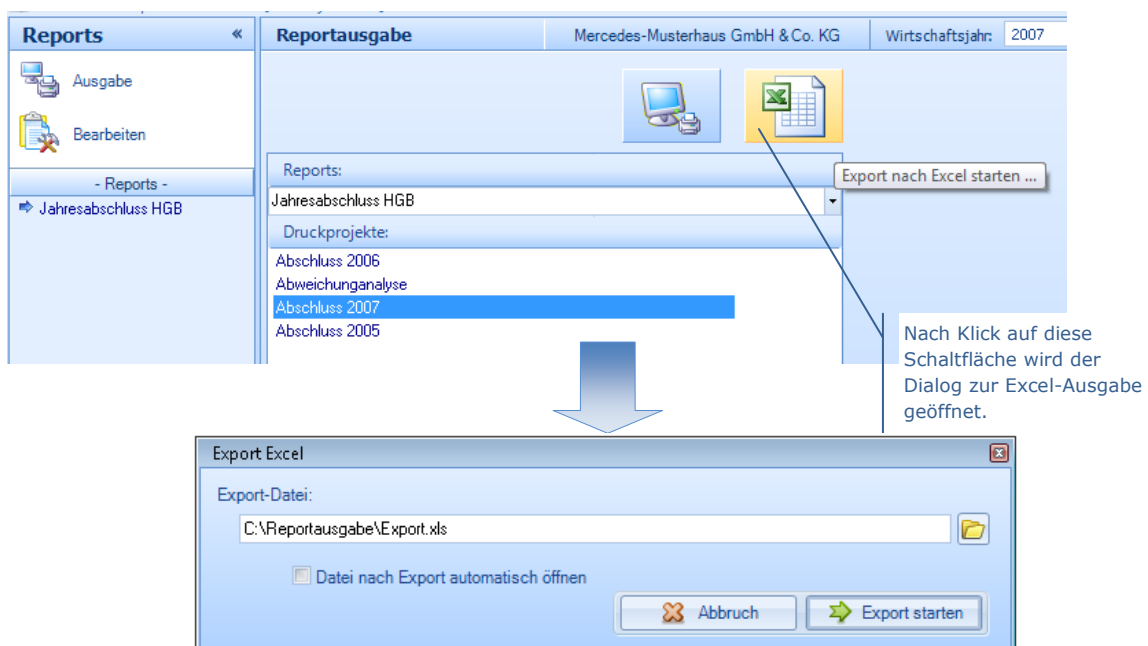 Reports «
Reportausgabe
Mercedes-Musterhaus GmbH & Co. KG
Wirtschaftsjahr: 2007
Ausgabe
Bearbeiten
- Reports -
Jahresabschluss HGB
Export nach Excel starten ...
Reports:
Jahresabschluss HGB
Druckprojekte:
Abschluss 2006
Abweichunganalyse
Abschluss 2007
Abschluss 2005
Nach Klick auf diese
Schaltfläche wird der
Dialog zur Excel-Ausgabe
geöffnet.
Export Excel
Export-Datei:
C:\Reportausgabe\Export.xls
Datei nach Export automatisch öffnen
Abbruch
Export starten